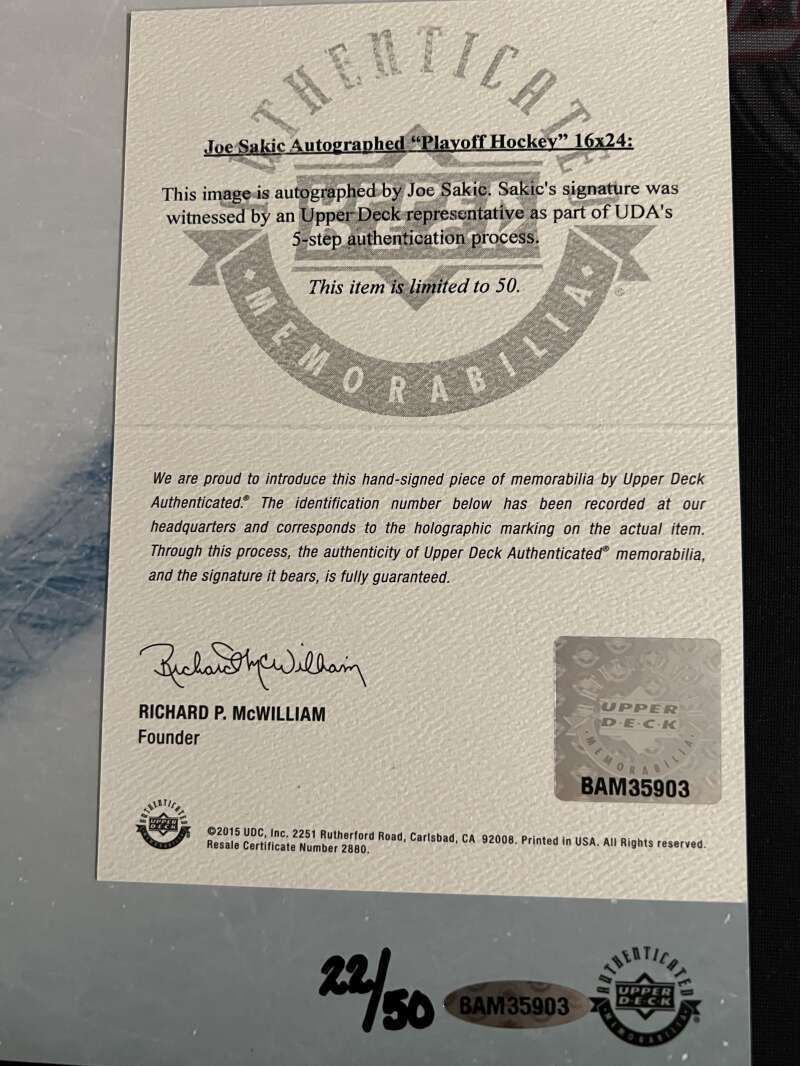 AUTHENTICATED
Joe Sakic Autographed “Playoff Hockey” 16x24:
This image is autographed by Joe Sakic. Sakic's signature was
witnessed by an Upper Deck representative as part of UDA's
5-step authentication process.
This item is limited to 50.
MEMORABILIA
We are proud to introduce this hand-signed piece of memorabilia by Upper Deck
Authenticated.® The identification number below has been recorded at our
headquarters and corresponds to the holographic marking on the actual item.
Through this process, the authenticity of Upper Deck Authenticated® memorabilia,
and the signature it bears, is fully guaranteed.
Richard McWilliam
RICHARD P. McWILLIAM
Founder
UPPER
D·E·C·K
MEMORABILIA
BAM35903
AUTHENTICATED
UPPER
DECK
©2015 UDC, Inc. 2251 Rutherford Road, Carlsbad, CA 92008. Printed in USA. All Rights reserved.
Resale Certificate Number 2880.
22/50
BAM35903
AUTHENTICATED
UPPER
D·E·C·K
MEMORABILIA